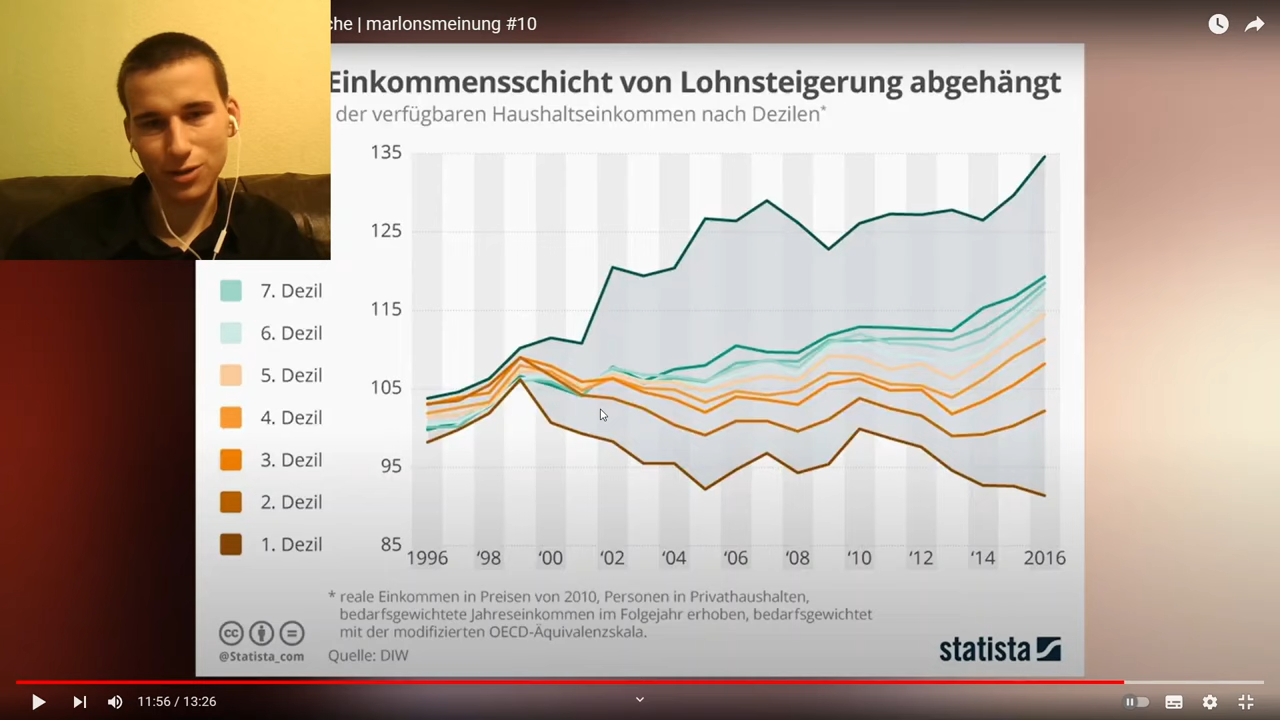 che | marlonsmeinung #10
Einkommensschicht von Lohnsteigerung abgehängt
der verfügbaren Haushaltseinkommen nach Dezilen*
135
125
115
105
95
85
7. Dezil
6. Dezil
5. Dezil
4. Dezil
3. Dezil
2. Dezil
1. Dezil
1996 '98 '00 '02 '04 '06 '08 '10 '12 '14 2016
* reale Einkommen in Preisen von 2010, Personen in Privathaushalten,
bedarfsgewichtete Jahreseinkommen im Folgejahr erhoben, bedarfsgewichtet
mit der modifizierten OECD-Äquivalenzskala.
cc
@Statista_com
Quelle: DIW
statista
11:56 / 13:26